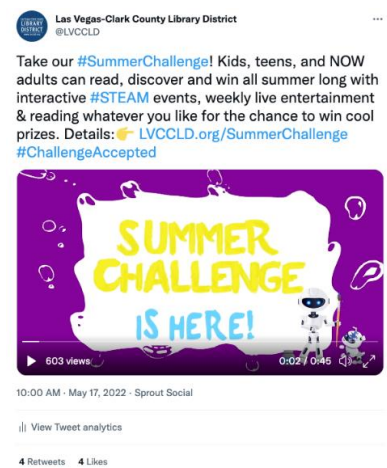 Las Vegas-Clark County Library District
@LVCCLD
Take our #SummerChallenge! Kids, teens, and NOW
adults can read, discover and win all summer long with
interactive #STEAM events, weekly live entertainment
& reading whatever you like for the chance to win cool
prizes. Details:👉 LVCCLD.org/SummerChallenge
#ChallengeAccepted
SUMMER
CHALLENGE
IS HERE!
603 views
0:02 / 0:45
10:00 AM · May 17, 2022 · Sprout Social
View Tweet analytics
4 Retweets 4 Likes